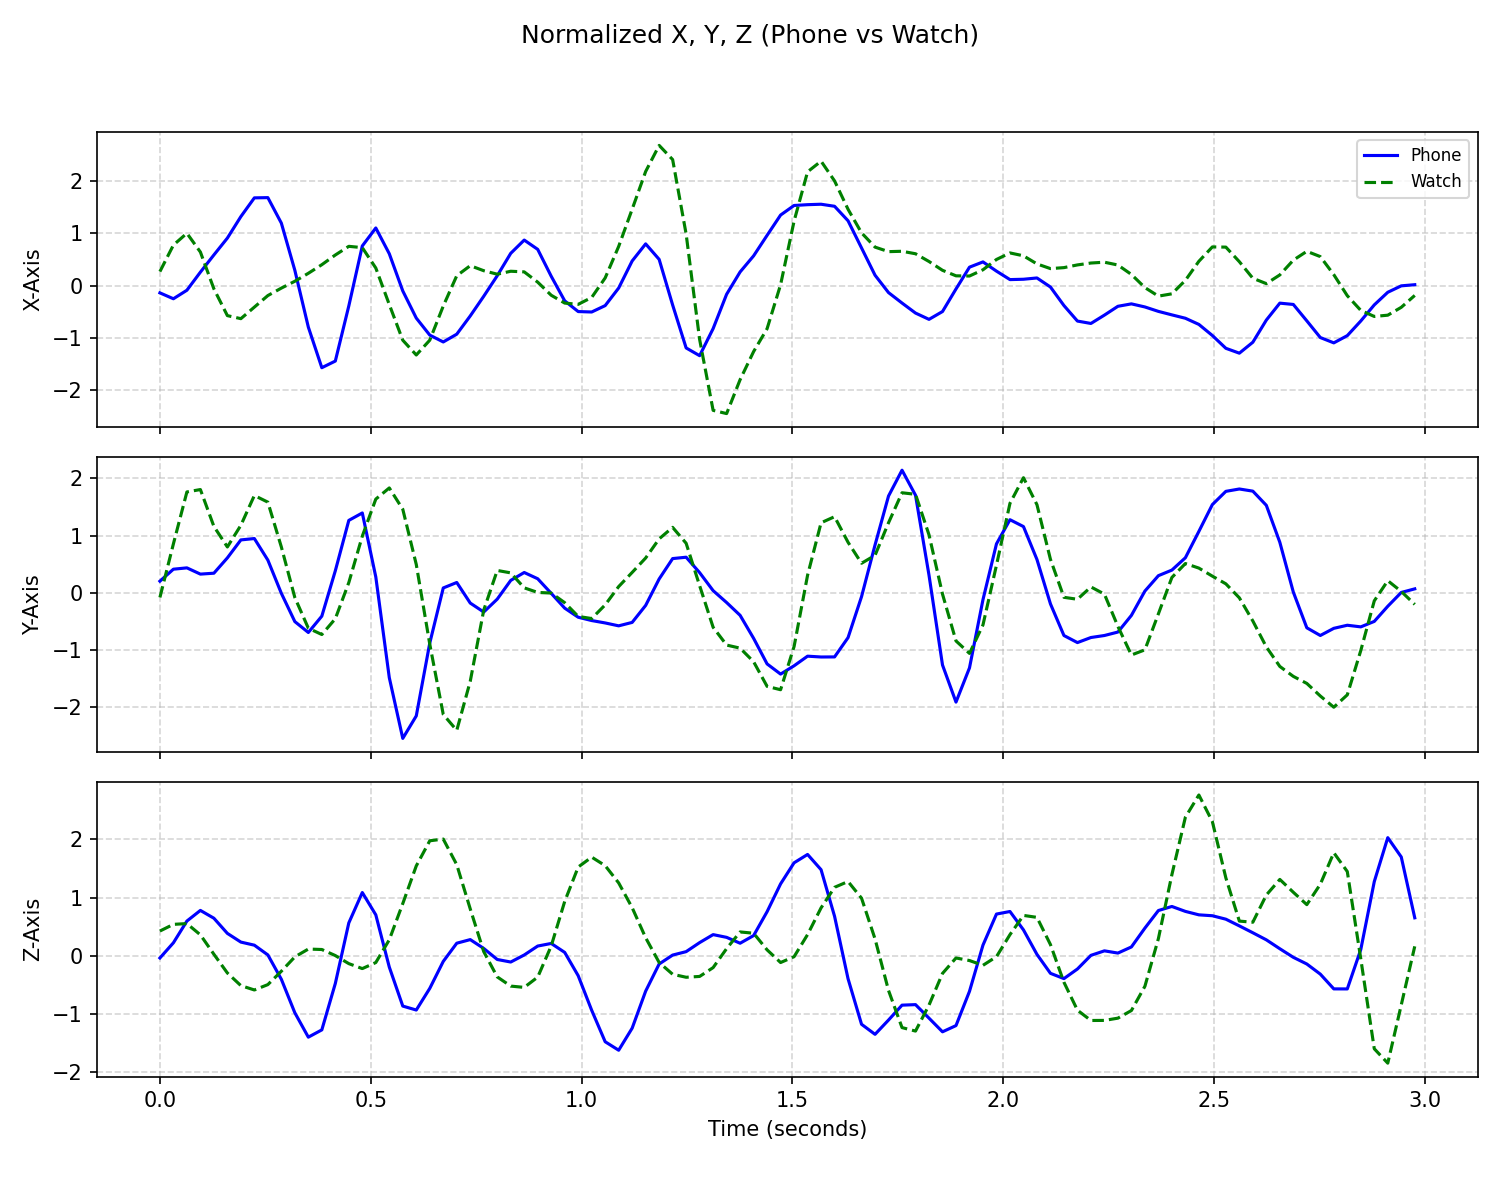 Normalized X, Y, Z (Phone vs Watch)
Phone
Watch
X-Axis
2
1
0
−1
−2
Y-Axis
2
1
0
−1
−2
Z-Axis
2
1
0
−1
−2
0.0 0.5 1.0 1.5 2.0 2.5 3.0
Time (seconds)